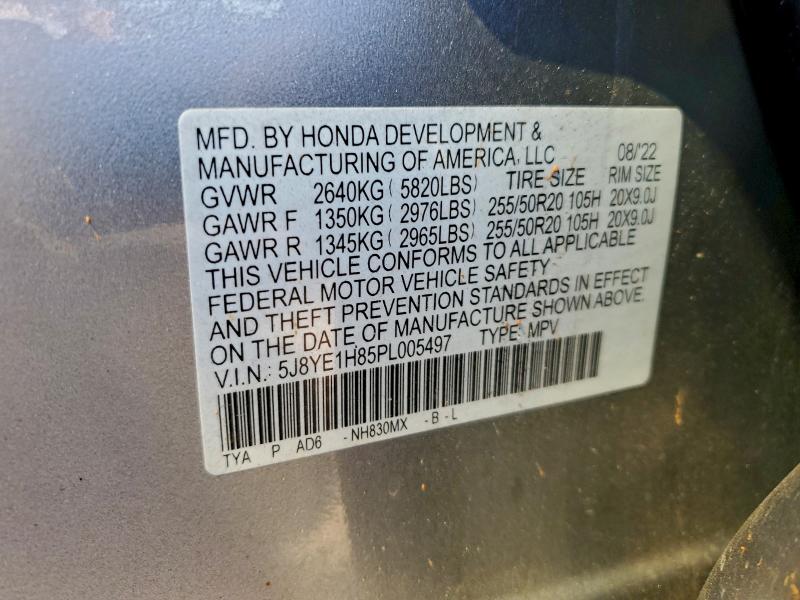 MFD. BY HONDA DEVELOPMENT &
MANUFACTURING OF AMERICA, LLC 08/'22
GVWR 2640KG ( 5820LBS) TIRE SIZE RIM SIZE
GAWR F 1350KG ( 2976LBS) 255/50R20 105H 20X9.0J
GAWR R 1345KG ( 2965LBS) 255/50R20 105H 20X9.0J
THIS VEHICLE CONFORMS TO ALL APPLICABLE
FEDERAL MOTOR VEHICLE SAFETY
AND THEFT PREVENTION STANDARDS IN EFFECT
ON THE DATE OF MANUFACTURE SHOWN ABOVE.
V.I.N.: 5J8YE1H85PL005497 TYPE: MPV
TYA P AD6 -NH830MX -B-L